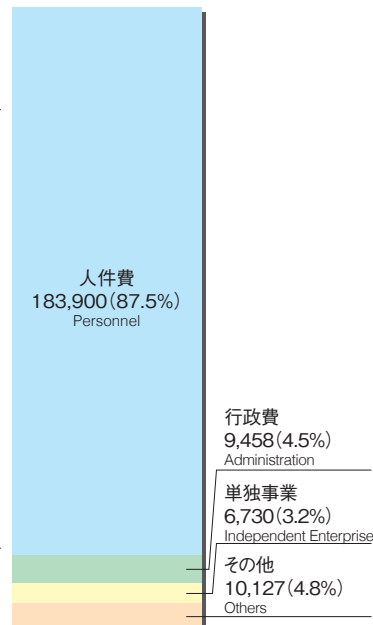 人件費
183,900(87.5%)
Personnel
行政費
9,458(4.5%)
Administration
単独事業
6,730(3.2%)
Independent Enterprise
その他
10,127(4.8%)
Others